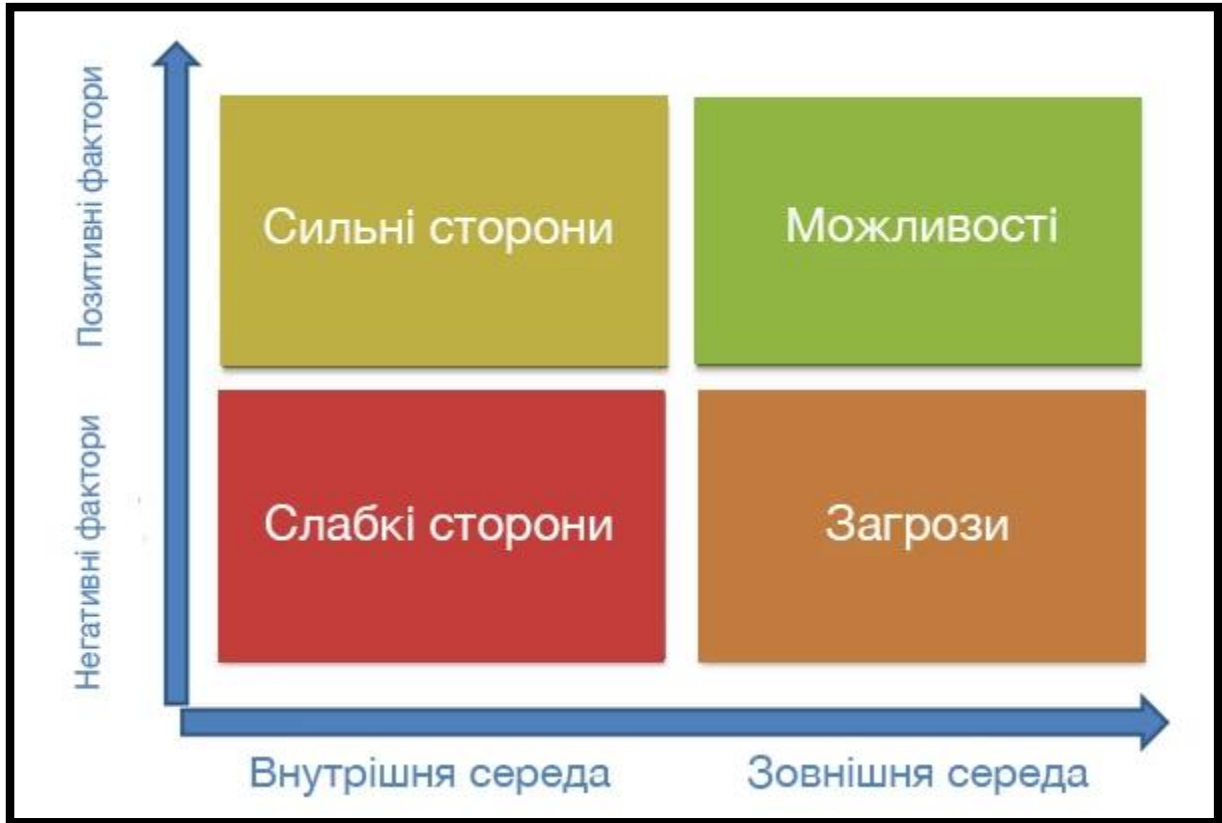 Позитивні фактори
Сильні сторони
Можливості
Негативні фактори
Слабкі сторони
Загрози
Внутрішня середа
Зовнішня середа